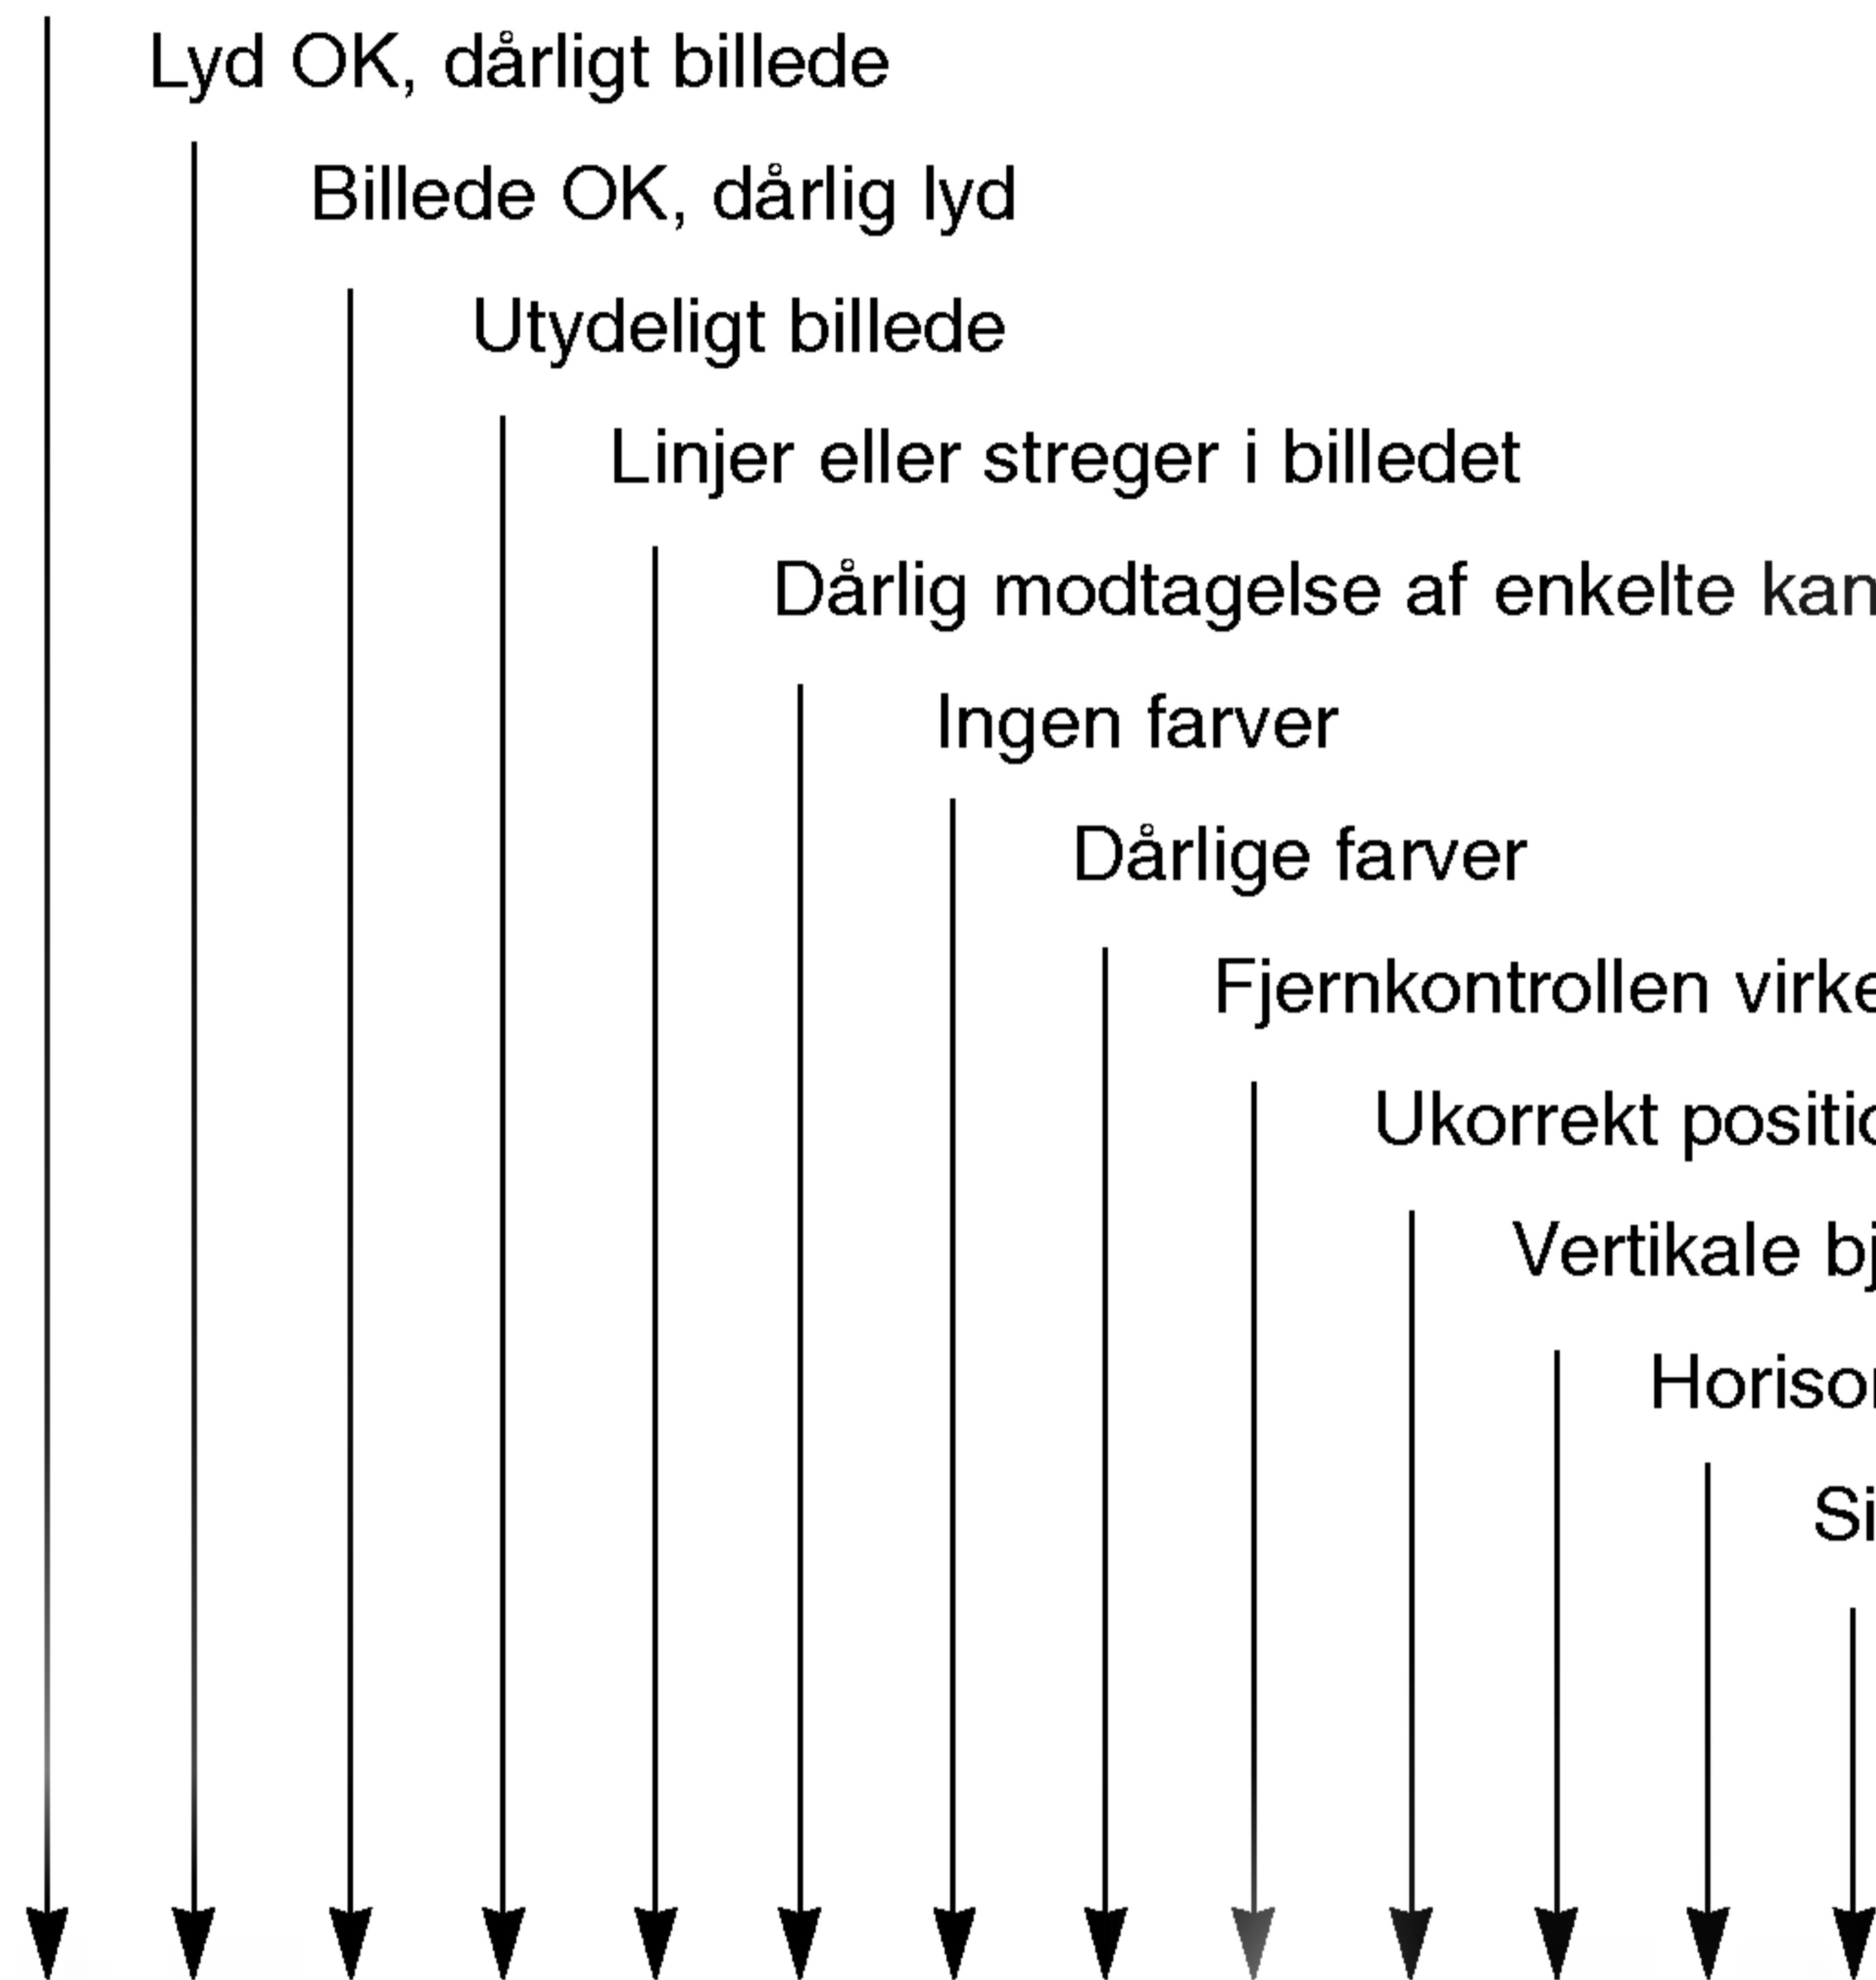 Lyd OK, dårligt billede
Billede OK, dårlig lyd
Utydeligt billede
Linjer eller streger i billedet
Dårlig modtagelse af enkelte
Ingen farver
Dårlige farver
Fjernkontrollen
Ukorrekt
Vertikale